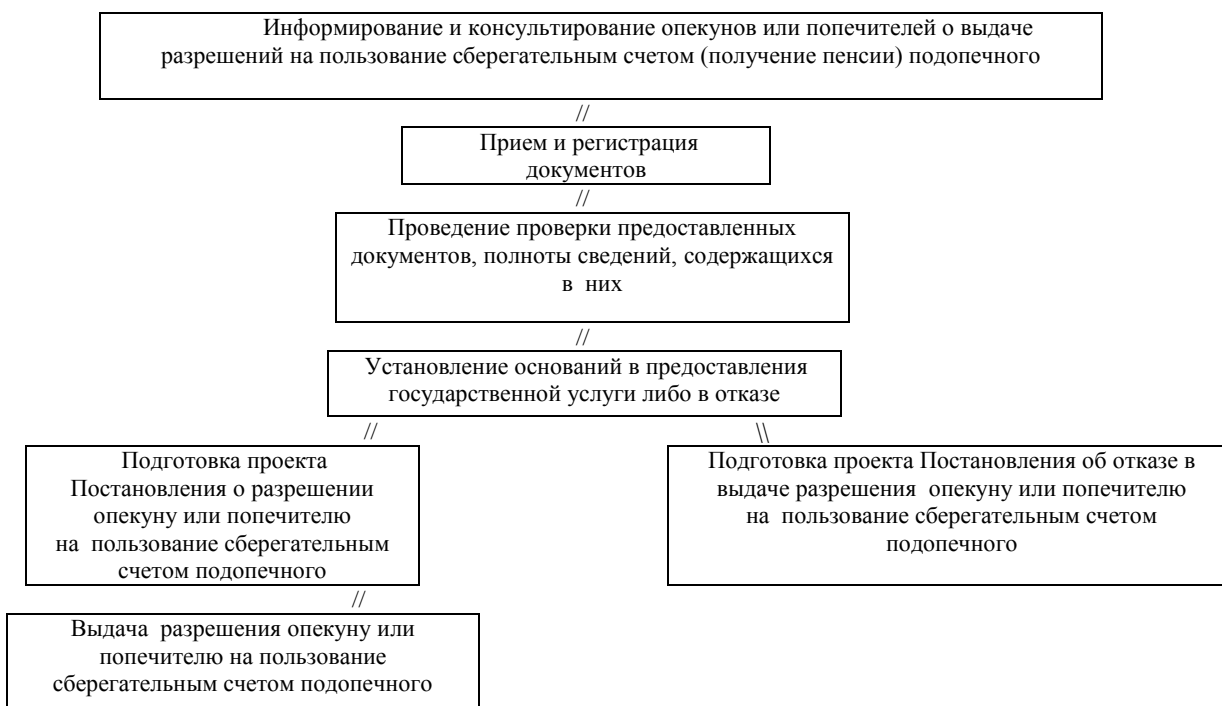 Информирование и консультирование опекунов или попечителей о выдаче
разрешений на пользование сберегательным счетом (получение пенсии) подопечного
//
Прием и регистрация
документов
//
Проведение проверки предоставленных
документов, полноты сведений, содержащихся
в них
//
Установление оснований в предоставления
государственной услуги либо в отказе
//
\\
Подготовка проекта
Постановления о разрешении
опекуну или попечителю
на пользование сберегательным
счетом подопечного
Подготовка проекта Постановления об отказе в
выдаче разрешения опекуну или попечителю
на пользование сберегательным счетом
подопечного
//
Выдача разрешения опекуну или
попечителю на пользование
сберегательным счетом подопечного